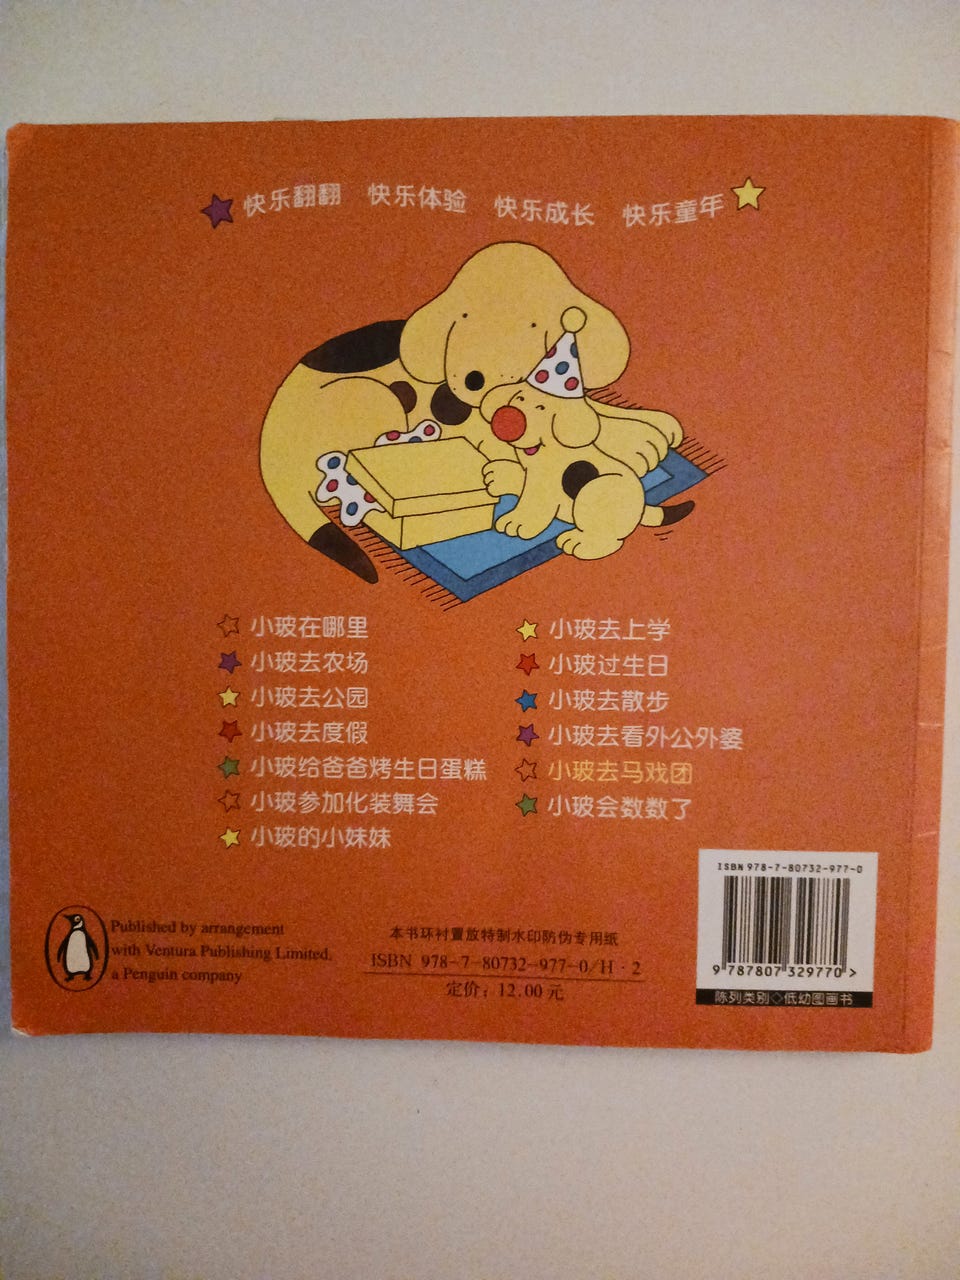 快乐翻翻 快乐体验 快乐成长 快乐童年
小玻在哪里
小玻去农场
小玻去公园
小玻去度假
小玻给爸爸烤生日蛋糕
小玻参加化装舞会
小玻的小妹妹
小玻去上学
小玻过生日
小玻去散步
小玻去看外公外婆
小玻去马戏团
小玻会数数了
Published by arrangement
with Ventura Publishing Limited,
a Penguin company
本书环衬置放特制水印防伪专用纸
ISBN 978-7-80732-977-0/H·2
定价：12.00元
ISBN 978-7-80732-977-0
9 787807 329770 >
陈列类别◇低幼图画书